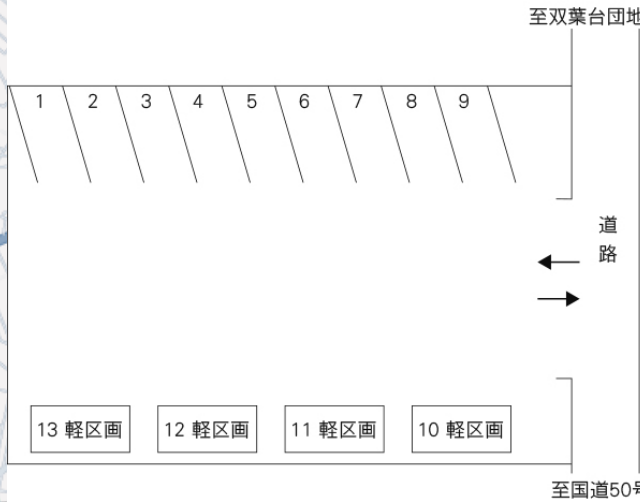 至双葉台団地
1 2 3 4 5 6 7 8 9
道路
13 軽区画 12 軽区画 11 軽区画 10 軽区画
至国道50号